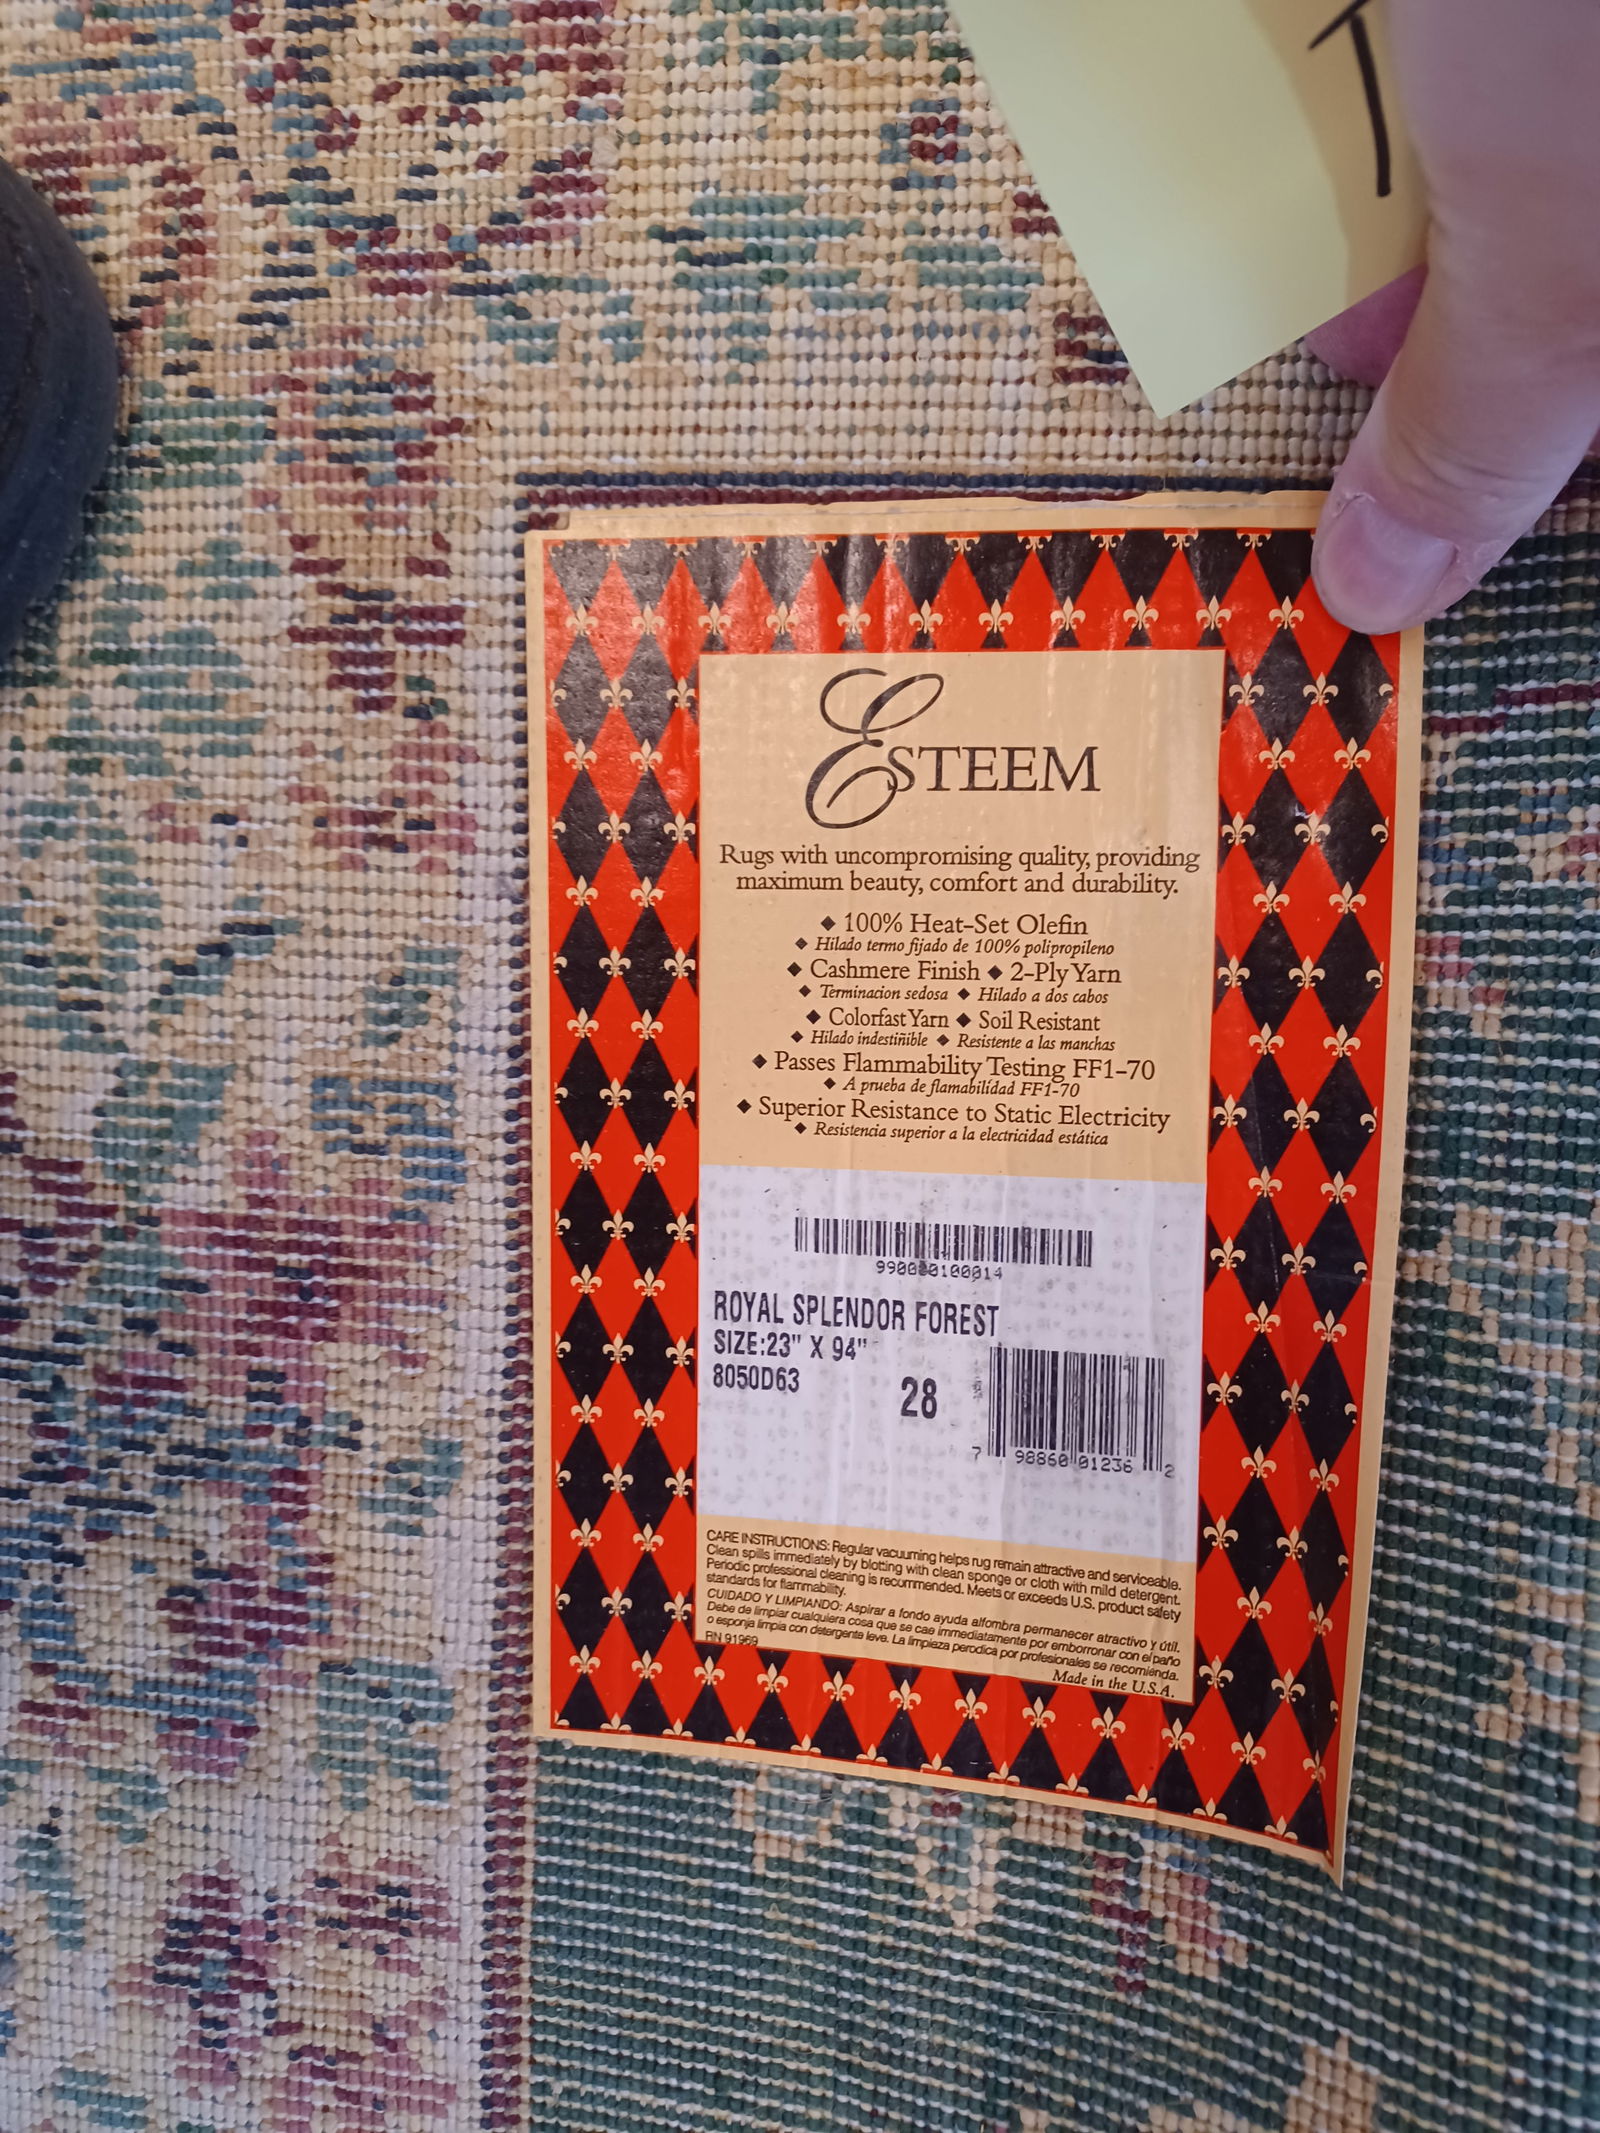 T
ESTEEM
Rugs with uncompromising quality, providing
maximum beauty, comfort and durability.
◆ 100% Heat-Set Olefin
◆ Hilado termo fijado de 100% polipropileno
◆ Cashmere Finish ◆ 2-Ply Yarn
◆ Terminacion sedosa ◆ Hilado a dos cabos
◆ Colorfast Yarn ◆ Soil Resistant
◆ Hilado indestiñible ◆ Resistente a las manchas
◆ Passes Flammability Testing FF1-70
◆ A prueba de flamabilídad FF1-70
◆ Superior Resistance to Static Electricity
◆ Resistencia superior a la electricidad estática
990000100014
ROYAL SPLENDOR FOREST
SIZE:23" X 94"
8050D63
28
7 98860 01236 2
CARE INSTRUCTIONS: Regular vacuuming helps rug remain attractive and serviceable.
Clean spills immediately by blotting with clean sponge or cloth with mild detergent.
Periodic professional cleaning is recommended. Meets or exceeds U.S. product safety
standards for flammability.
CUIDADO Y LIMPIANDO: Aspirar a fondo ayuda alfombra permanecer atractivo y útil.
Debe de limpiar cualquiera cosa que se cae immediatamente por emborronar con el paño
o esponja limpia con detergente leve. La limpieza perodica por profesionales se recomienda.
RN 91969
Made in the U.S.A.